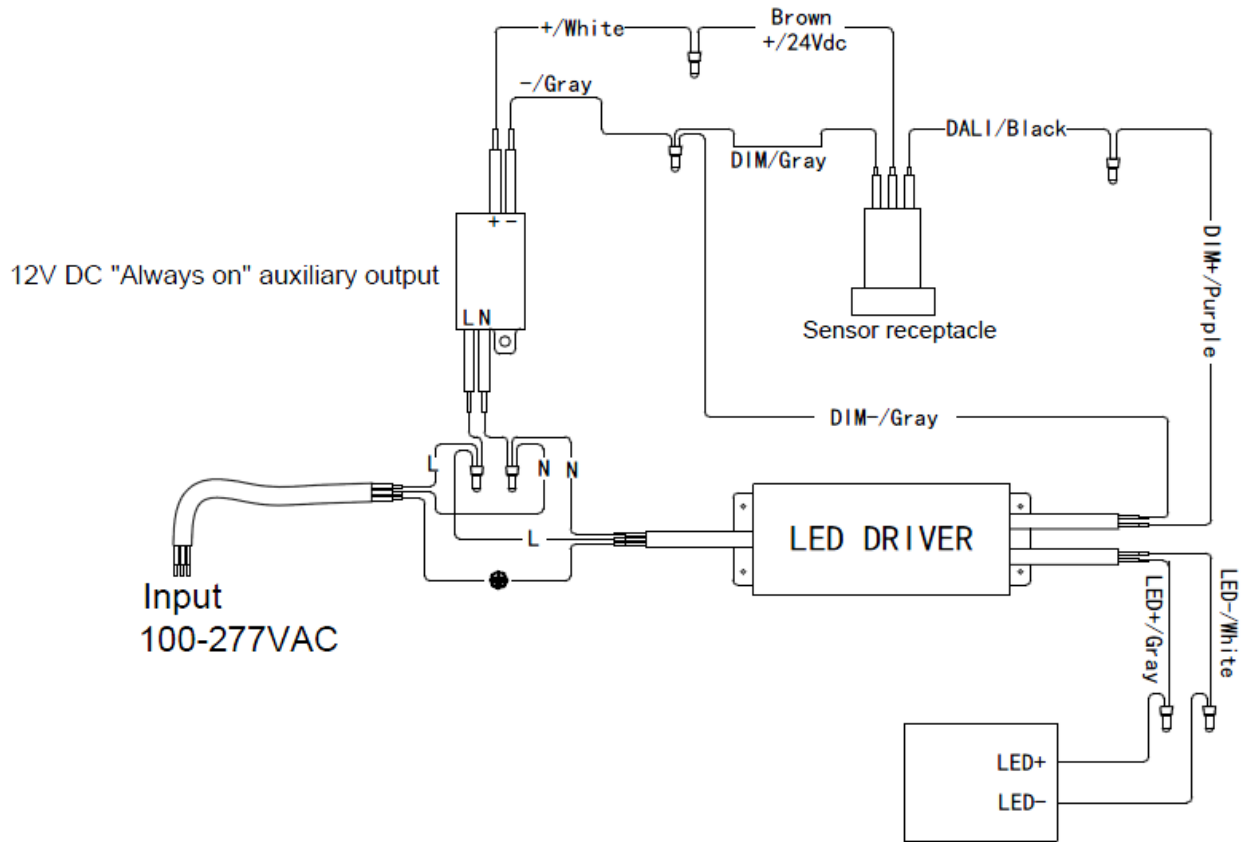 +/White
Brown
+/24Vdc
-/Gray
DIM/Gray
DALI/Black
+-
12V DC "Always on" auxiliary output
LN
Sensor receptacle
DIM+/Purple
DIM-/Gray
L
N
N
L
LED DRIVER
Input
100-277VAC
LED+/Gray
LED-/White
LED+
LED-